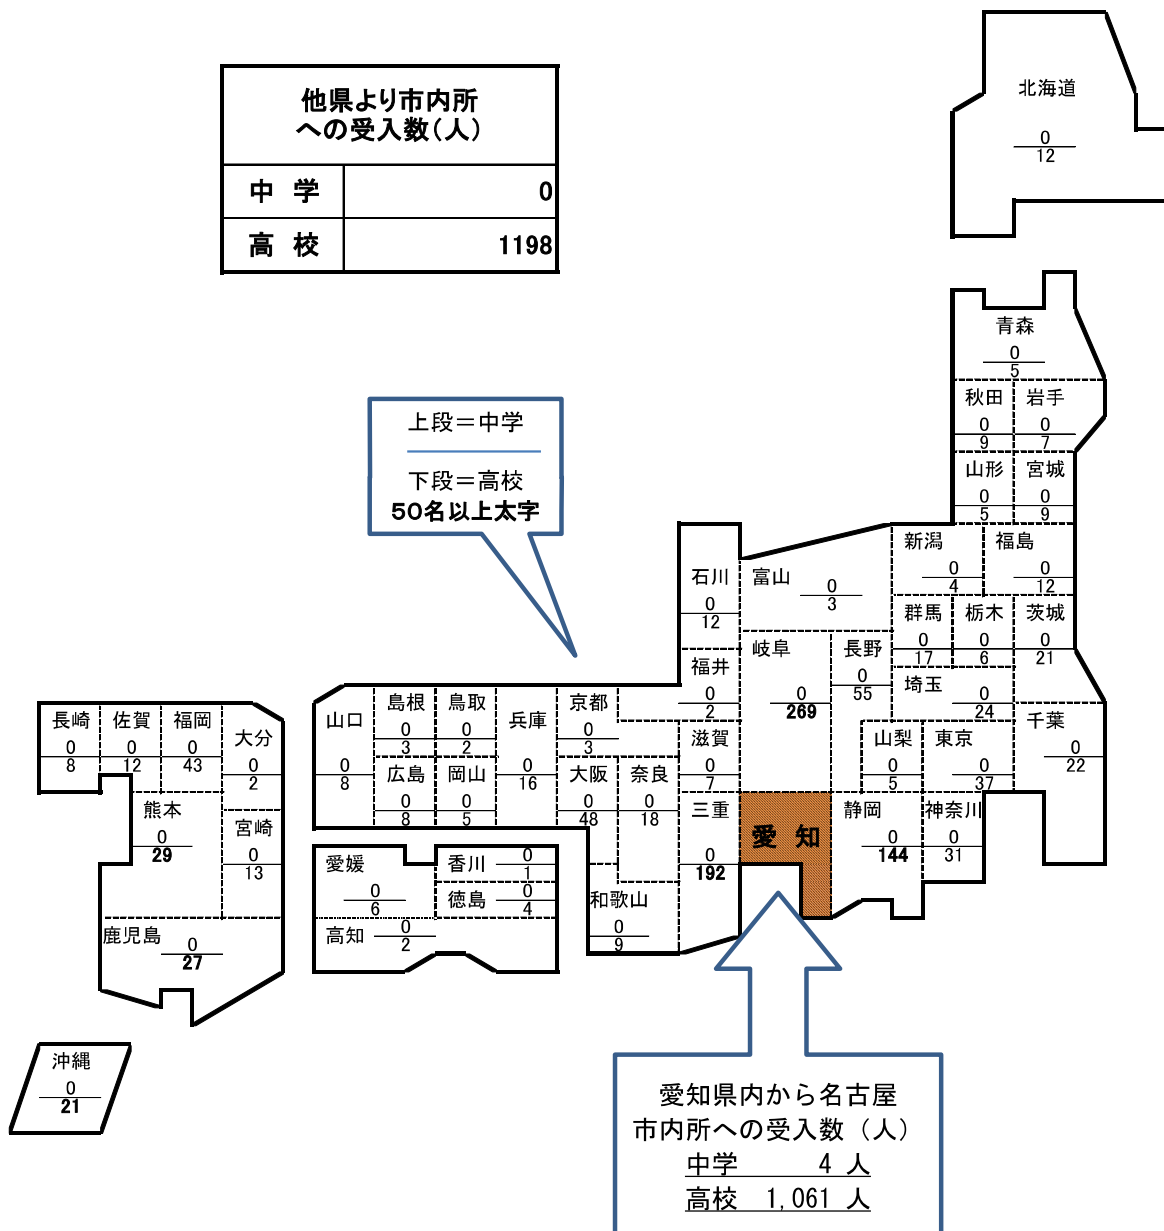 他県より市内所
への受入数(人)
中 学 0
高 校 1198
北海道
0
12
青森
0
5
秋田 岩手
0 0
9 7
山形 宮城
0 0
5 9
上段＝中学
下段＝高校
50名以上太字
新潟 福島
0 0
4 12
石川 富山
0 0
12 3
群馬 栃木 茨城
0 0 0
17 6 21
岐阜 長野
0 0
269 55
福井
0
2
埼玉
0
24
千葉
0
22
長崎 佐賀 福岡 大分
0 0 0 0
8 12 43 2
山口 島根 鳥取 兵庫 京都
0 0 0 0 0
8 3 2 16 3
滋賀
0
7
山梨 東京
0 0
5 37
広島 岡山 大阪 奈良
0 0 0 0
8 5 48 18
三重
0
192
愛 知
静岡 神奈川
0 0
144 31
熊本 宮崎
0 0
29 13
愛媛 香川
0 0
6 1
徳島
0
4
高知 0
2
和歌山
0
9
鹿児島 0
27
沖縄
0
21
愛知県内から名古屋
市内所への受入数（人）
中学 4 人
高校 1,061 人